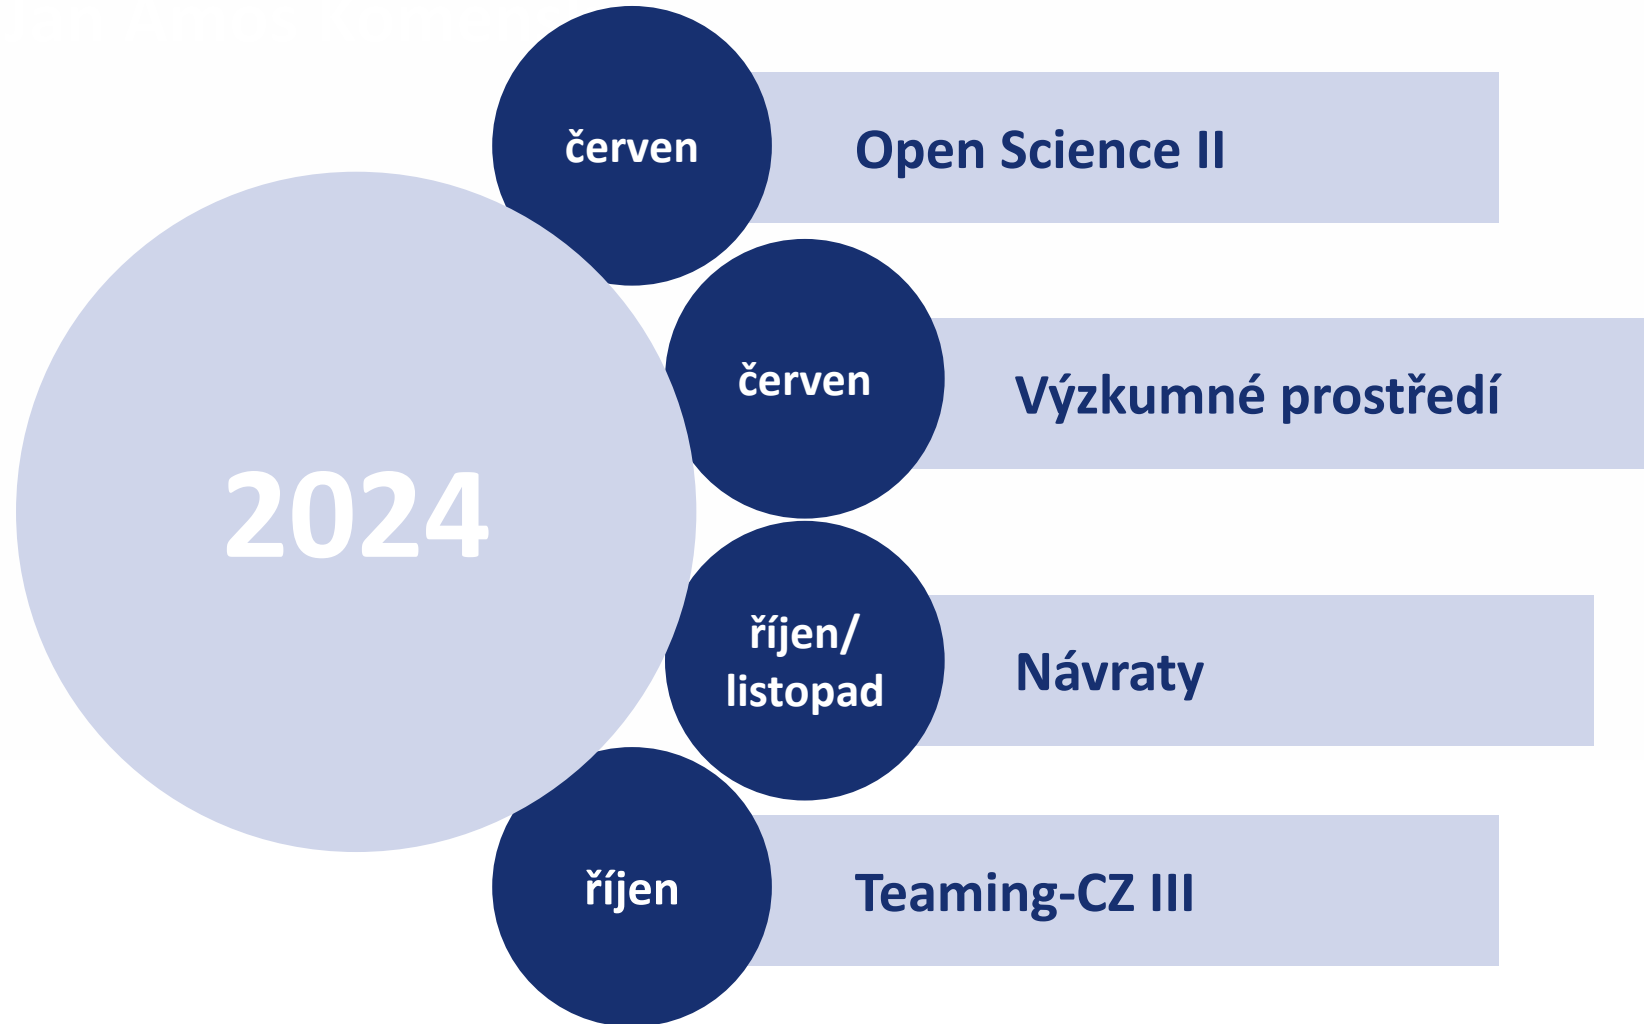 2024
červen
Open Science II
červen
Výzkumné prostředí
říjen/
listopad
Návraty
říjen
Teaming-CZ III